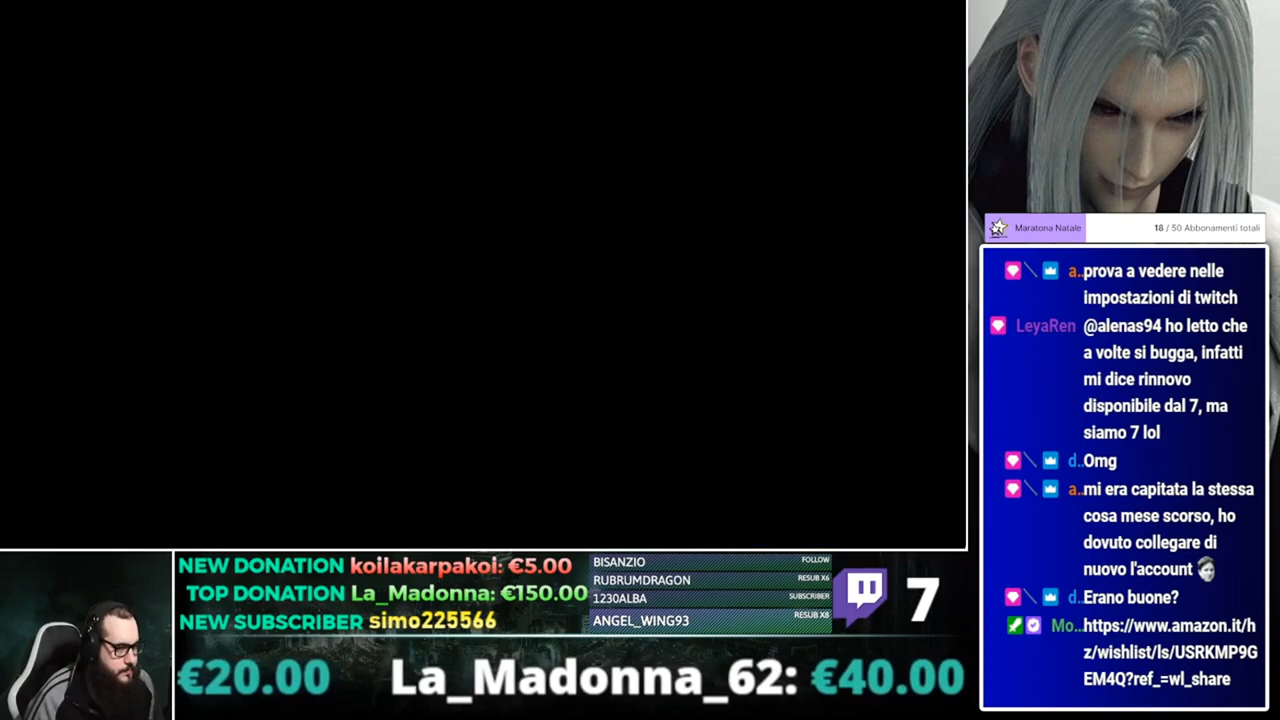 Maratona Natale
18 / 50 Abbonamenti totali
a..prova a vedere nelle
impostazioni di twitch
LeyaRen @alenas94 ho letto che
a volte si bugga, infatti
mi dice rinnovo
disponibile dal 7, ma
siamo 7 lol
d..Omg
a..mi era capitata la stessa
cosa mese scorso, ho
dovuto collegare di
nuovo l'account
d..Erano buone?
Mo..https://www.amazon.it/h
z/wishlist/ls/USRKMP9G
EM4Q?ref_=wl_share
NEW DONATION koilakarpakoi: €5.00
TOP DONATION La_Madonna: €150.00
NEW SUBSCRIBER simo225566
BISANZIO FOLLOW
RUBRUMDRAGON RESUB X6
1230ALBA SUBSCRIBER
ANGEL_WING93 RESUB X8
7
€20.00 La_Madonna_62: €40.00